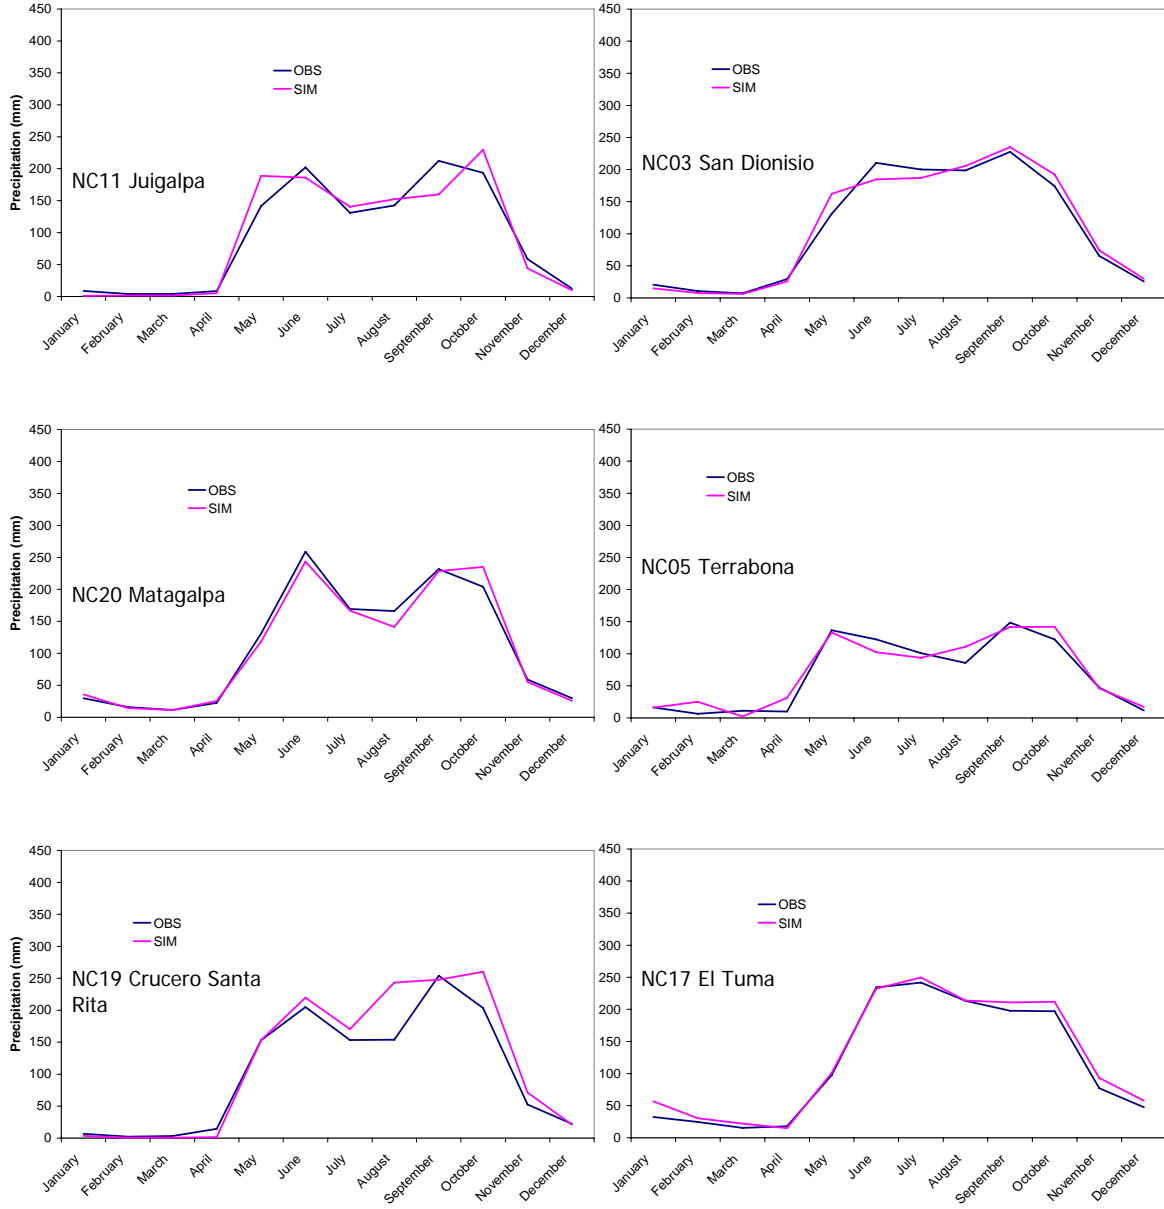 450
400
350
300
250
200
150
100
50
0
Precipitation (mm)
OBS
SIM
NC11 Juigalpa
January
February
March
April
May
June
July
August
September
October
November
December
450
400
350
300
250
200
150
100
50
0
OBS
SIM
NC03 San Dionisio
January
February
March
April
May
June
July
August
September
October
November
December
450
400
350
300
250
200
150
100
50
0
Precipitation (mm)
OBS
SIM
NC20 Matagalpa
January
February
March
April
May
June
July
August
September
October
November
December
450
400
350
300
250
200
150
100
50
0
OBS
SIM
NC05 Terrabona
January
February
March
April
May
June
July
August
September
October
November
December
450
400
350
300
250
200
150
100
50
0
Precipitation (mm)
OBS
SIM
NC19 Crucero Santa
Rita
January
February
March
April
May
June
July
August
September
October
November
December
450
400
350
300
250
200
150
100
50
0
OBS
SIM
NC17 El Tuma
January
February
March
April
May
June
July
August
September
October
November
December